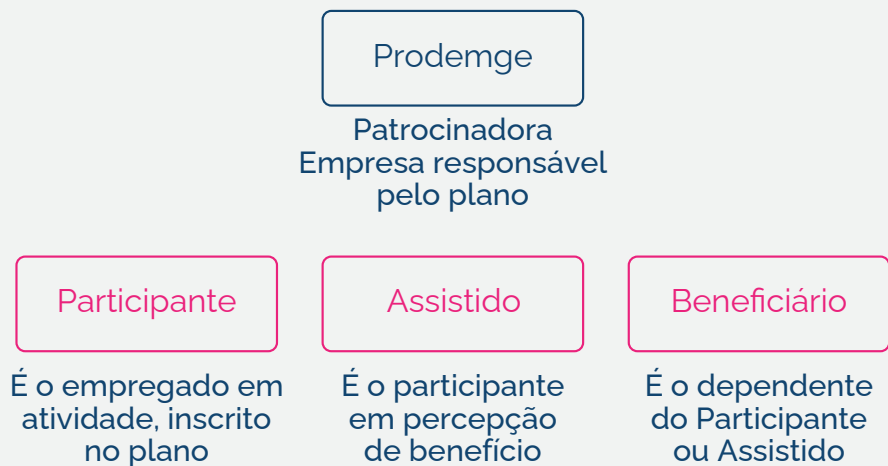 Prodemge
Patrocinadora
Empresa responsável
pelo plano
Participante
É o empregado em
atividade, inscrito
no plano
Assistido
É o participante
em percepção
de benefício
Beneficiário
É o dependente
do Participante
ou Assistido